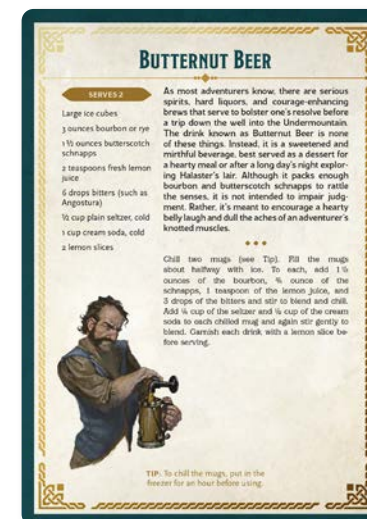 BUTTERNUT BEER
SERVES 2
Large ice cubes
3 ounces bourbon or rye
1 ½ ounces butterscotch
schnapps
2 teaspoons fresh lemon
juice
6 drops bitters (such as
Angostura)
½ cup plain seltzer, cold
1 cup cream soda, cold
2 lemon slices
As most adventurers know, there are serious
spirits, hard liquors, and courage-enhancing
brews that serve to bolster one's resolve before
a trip down the well into the Undermountain.
The drink known as Butternut Beer is none
of these things. Instead, it is a sweetened and
mirthful beverage, best served as a dessert for
a hearty meal or after a long day's night explor-
ing Halaster's lair. Although it packs enough
bourbon and butterscotch schnapps to rattle
the senses, it is not intended to impair judg-
ment. Rather, it's meant to encourage a hearty
belly laugh and dull the aches of an adventurer's
knotted muscles.
Chill two mugs (see Tip). Fill the mugs
about halfway with ice. To each, add 1 ½
ounces of the bourbon, ¾ ounce of the
schnapps, 1 teaspoon of the lemon juice, and
3 drops of the bitters and stir to blend and chill.
Add ¼ cup of the seltzer and ½ cup of the cream
soda to each chilled mug and again stir gently to
blend. Garnish each drink with a lemon slice be-
fore serving.
TIP: To chill the mugs, put in the
freezer for an hour before using.